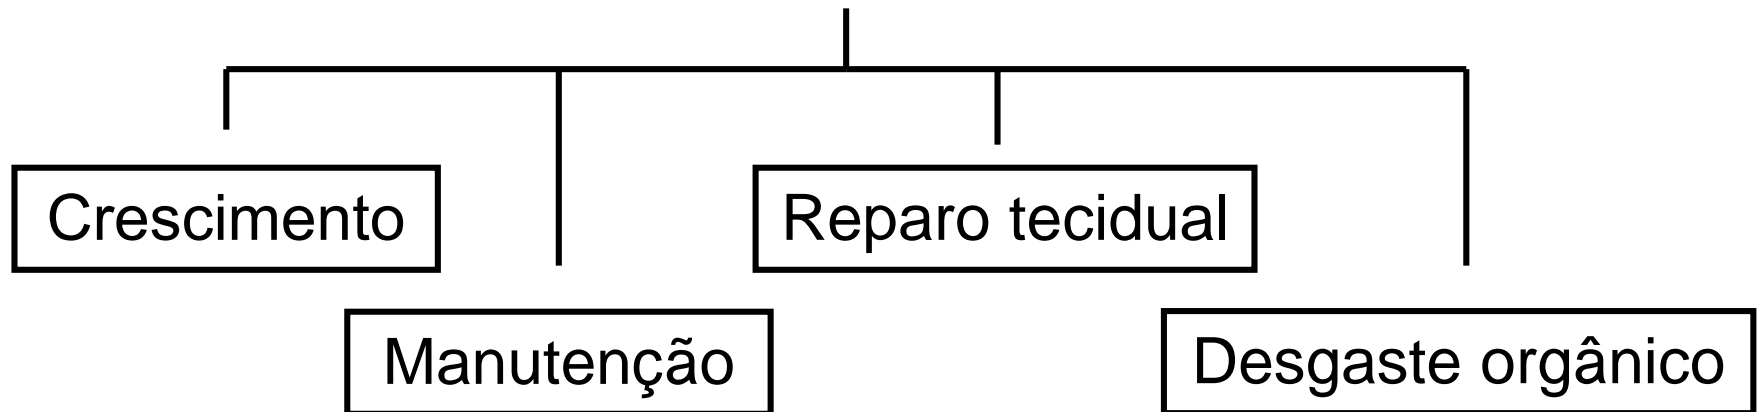 Crescimento
Reparo tecidual
Manutenção
Desgaste orgânico